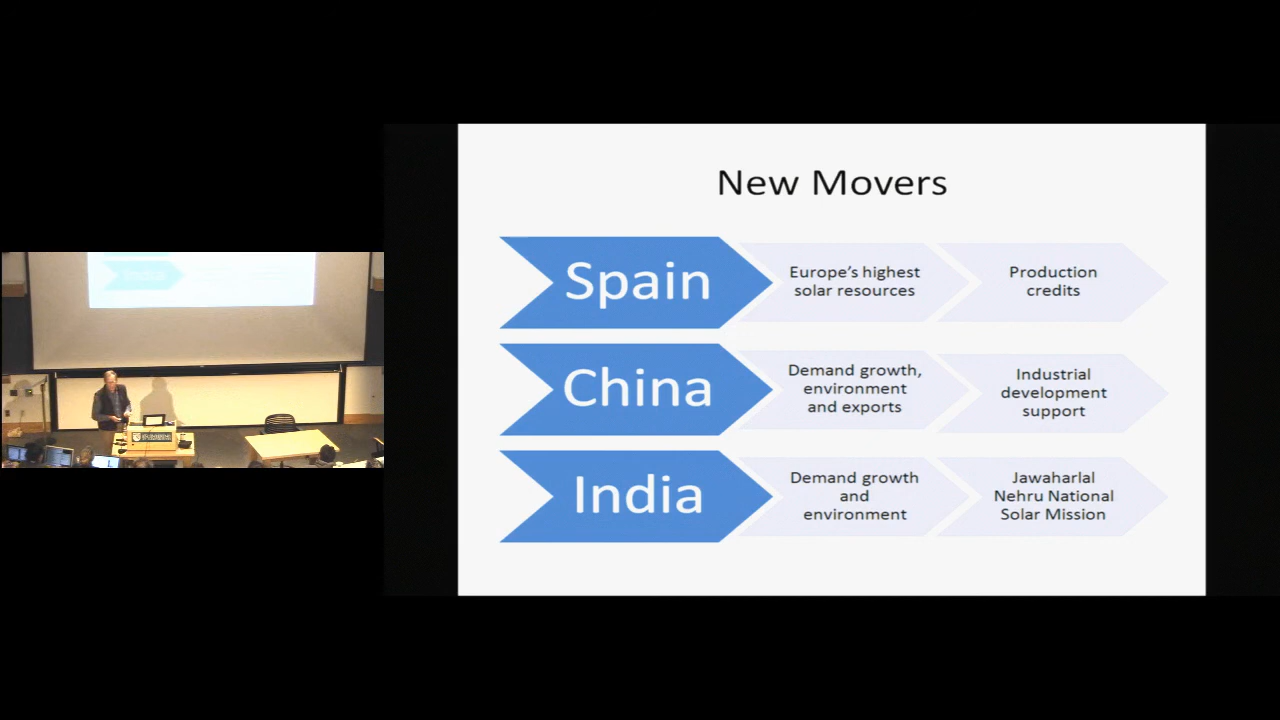 New Movers
Spain
Europe's highest
solar resources
Production
credits
China
Demand growth,
environment
and exports
Industrial
development
support
India
Demand growth
and
environment
Jawaharlal
Nehru National
Solar Mission